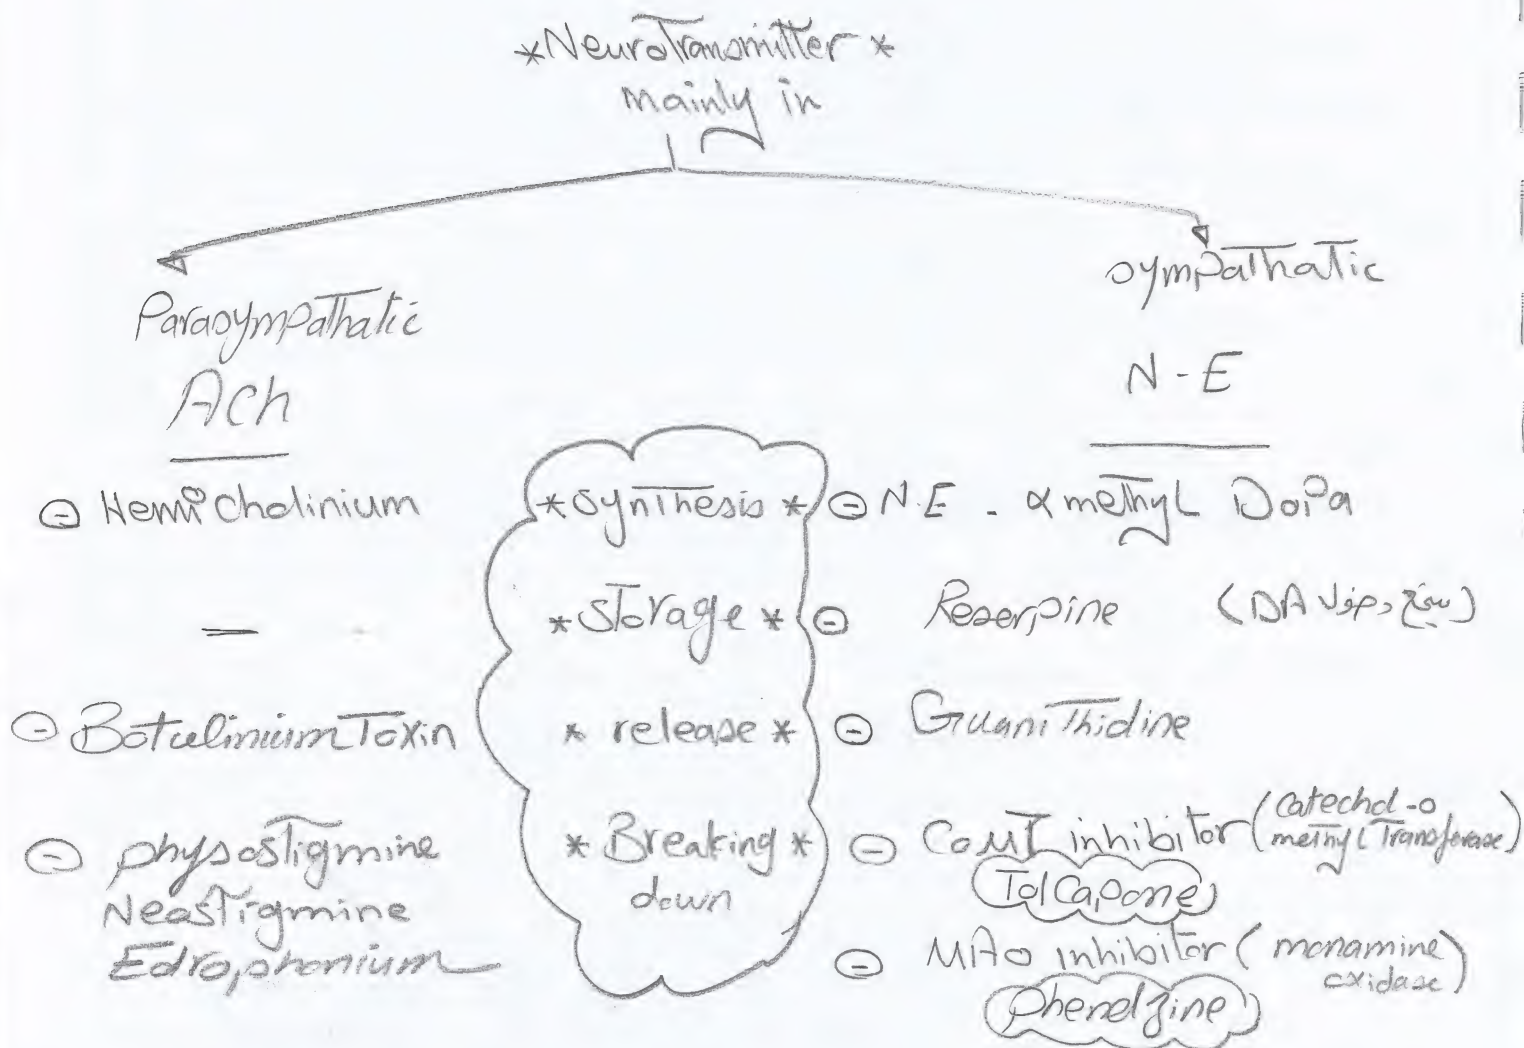 *NeuroTransmitter*
mainly in
Parasympathatic
sympathatic
Ach
N-E
⊖ Hemicholinium
*synthesis*
⊖ N.E - α methyl DoPa
—
*storage*
⊖ Reserpine (DA
⊖ Botulinium Toxin
* release *
⊖ GuaniThidine
⊖ physostigmine
Neostigmine
Edrophonium
* Breaking *
down
⊖ CoMT inhibitor (catechol-o
methyl Transferase)
Tolcapone
⊖ MAo inhibitor (monamine
oxidase)
phenelzine